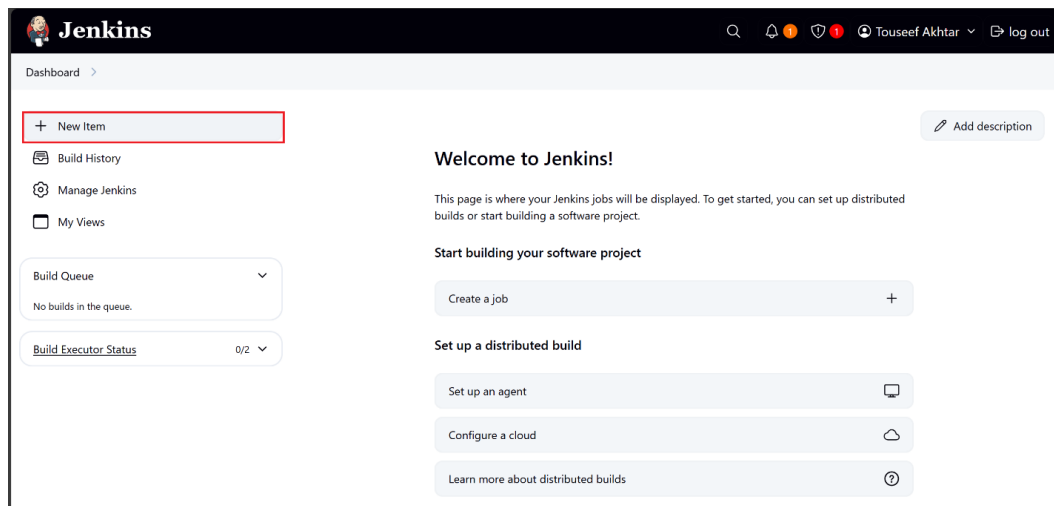 Jenkins
1
1
Touseef Akhtar
log out
Dashboard
New Item
Build History
Manage Jenkins
My Views
Build Queue
No builds in the queue.
Build Executor Status
0/2
Add description
Welcome to Jenkins!
This page is where your Jenkins jobs will be displayed. To get started, you can set up distributed
builds or start building a software project.
Start building your software project
Create a job
Set up a distributed build
Set up an agent
Configure a cloud
Learn more about distributed builds